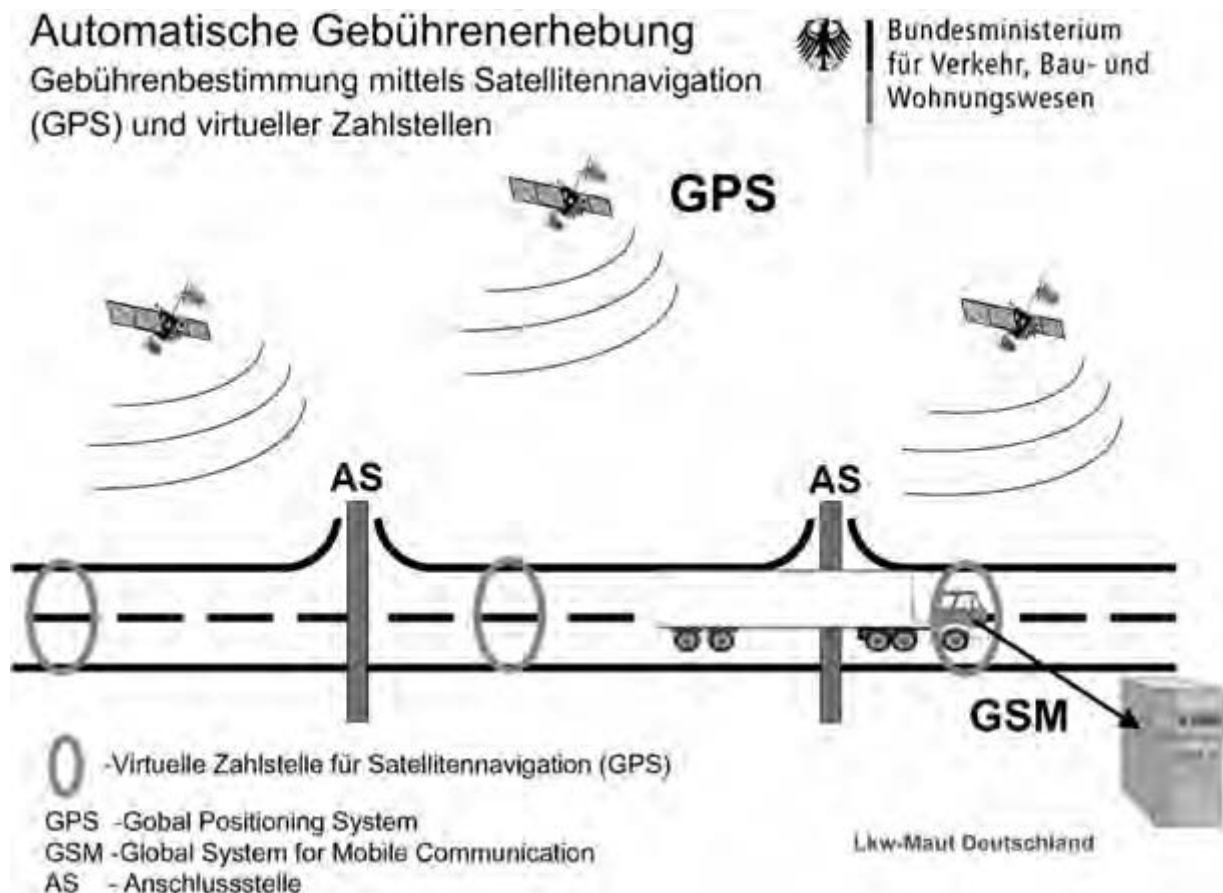 Automatische Gebührenerhebung
Gebührenbestimmung mittels Satellitennavigation
(GPS) und virtueller Zahlstellen
Bundesministerium
für Verkehr, Bau- und
Wohnungswesen
GPS
AS
AS
GSM
-Virtuelle Zahlstelle für Satellitennavigation (GPS)
GPS -Gobal Positioning System
GSM -Global System for Mobile Communication
AS - Anschlussstelle
Lkw-Maut Deutschland